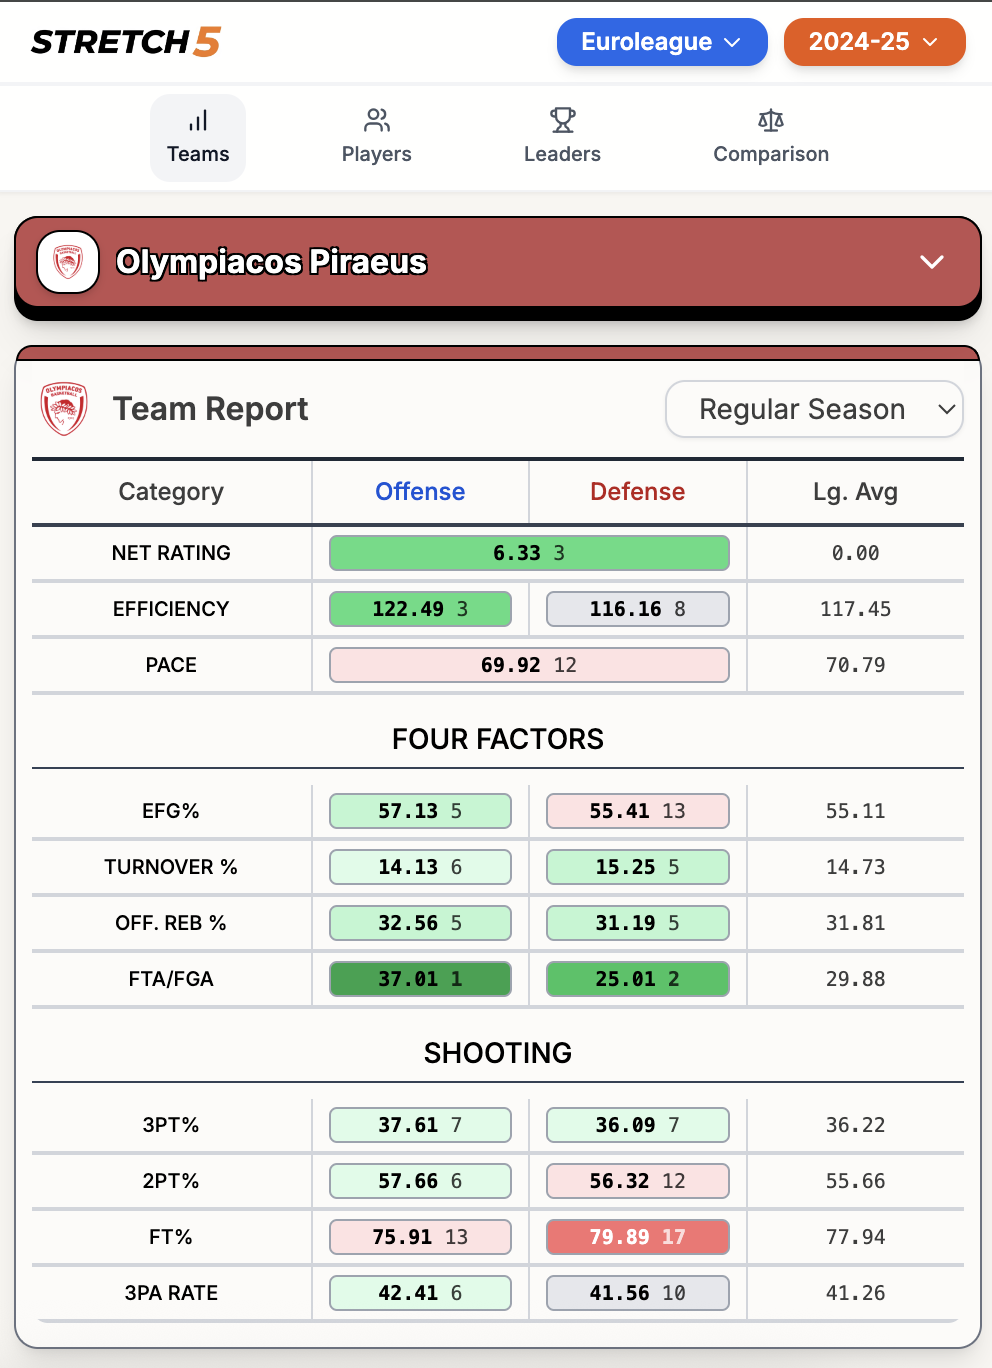 STRETCH 5
Euroleague
2024-25
Teams
Players
Leaders
Comparison
Olympiacos Piraeus
OLYMPIACOS
BASKETBALL
Team Report
Regular Season
Category Offense Defense Lg. Avg
NET RATING 6.33 3 0.00
EFFICIENCY 122.49 3 116.16 8 117.45
PACE 69.92 12 70.79
FOUR FACTORS
EFG% 57.13 5 55.41 13 55.11
TURNOVER % 14.13 6 15.25 5 14.73
OFF. REB % 32.56 5 31.19 5 31.81
FTA/FGA 37.01 1 25.01 2 29.88
SHOOTING
3PT% 37.61 7 36.09 7 36.22
2PT% 57.66 6 56.32 12 55.66
FT% 75.91 13 79.89 17 77.94
3PA RATE 42.41 6 41.56 10 41.26